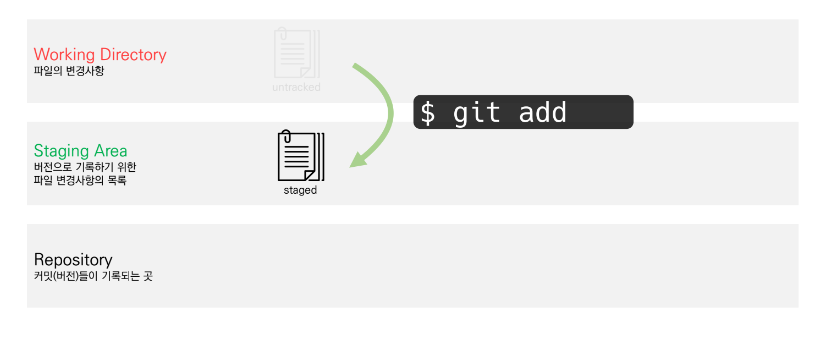 Working Directory
파일의 변경사항
untracked
$ git add
Staging Area
버전으로 기록하기 위한
파일 변경사항의 목록
staged
Repository
커밋(버전)들이 기록되는 곳